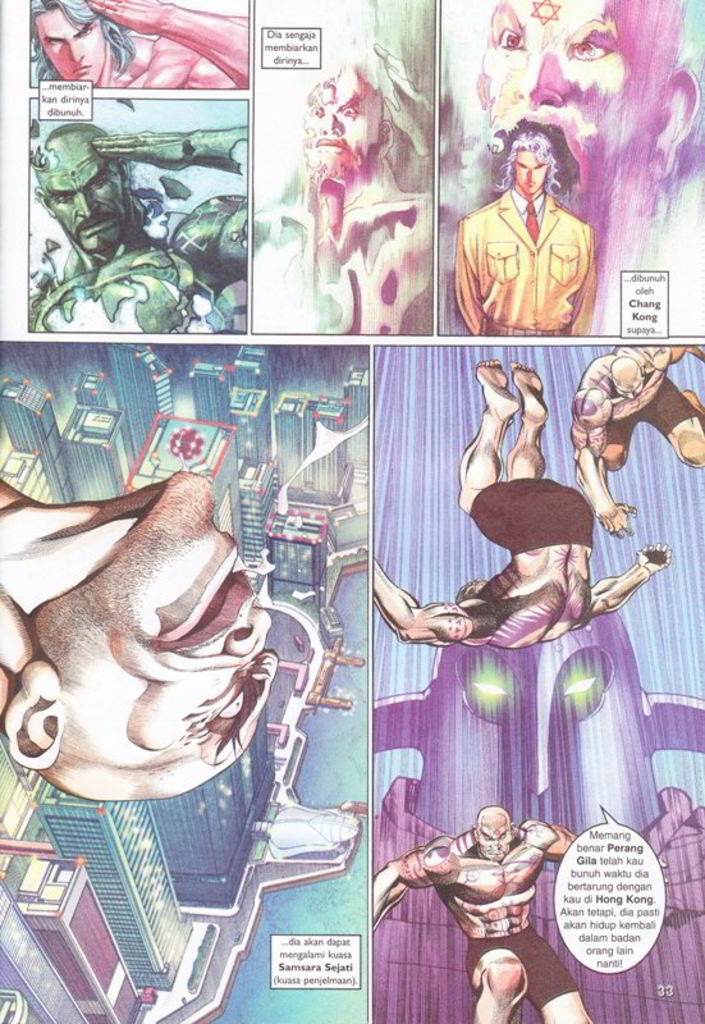 Dia sengaja
membiarkan
dirinya...
...membiar-
kan dirinya
dibunuh.
...dibunuh
oleh
Chang
Kong
supaya...
...dia akan dapat
mengalami kuasa
Samsara Sejati
(kuasa penjelmaan).
Memang
benar Perang
Gila telah kau
bunuh waktu dia
bertarung dengan
kau di Hong Kong.
Akan tetapi, dia pasti
akan hidup kembali
dalam badan
orang lain
nanti!
33